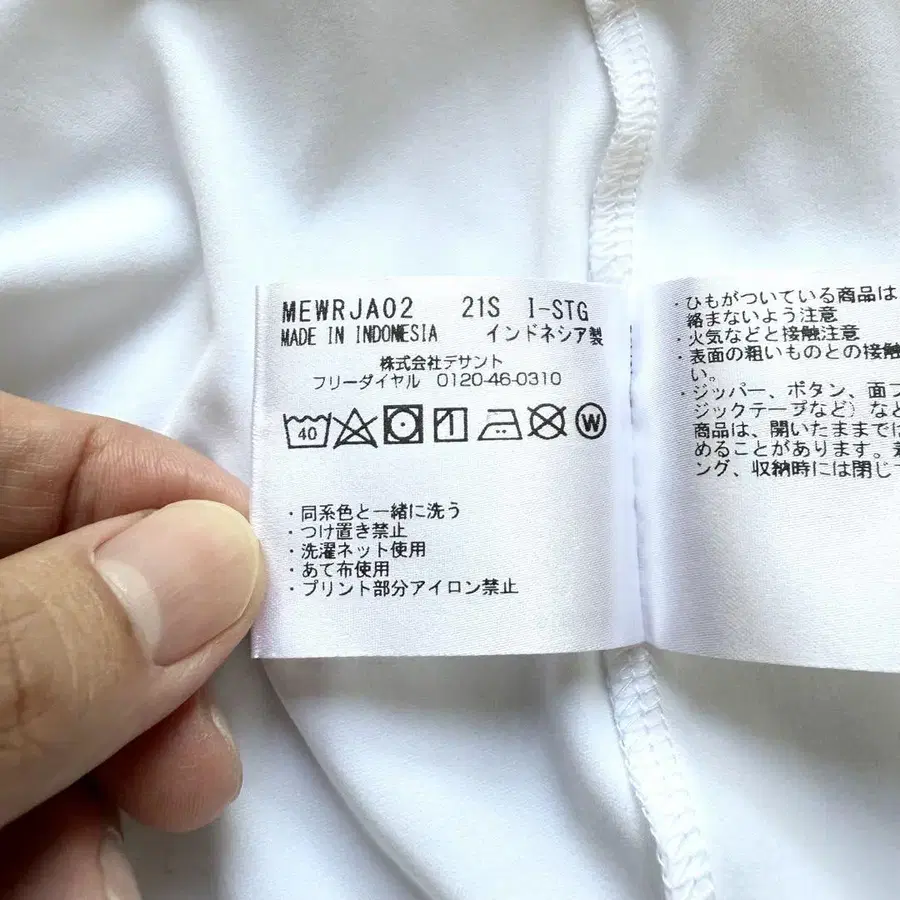 MEWRJA02 21S I-STG
MADE IN INDONESIA インドネシア製
株式会社デサント
フリーダイヤル 0120-46-0310
40 W
・同系色と一緒に洗う
・つけ置き禁止
・洗濯ネット使用
・あて布使用
・プリント部分アイロン禁止
・ひもがついている商品は
絡まないよう注意
・火気などと接触注意
・表面の粗いものとの接触
い。
・ジッパー、ボタン、面フ
ジックテープなど）など
商品は、開いたままでは
めることがあります。着
ング、収納時には閉じて